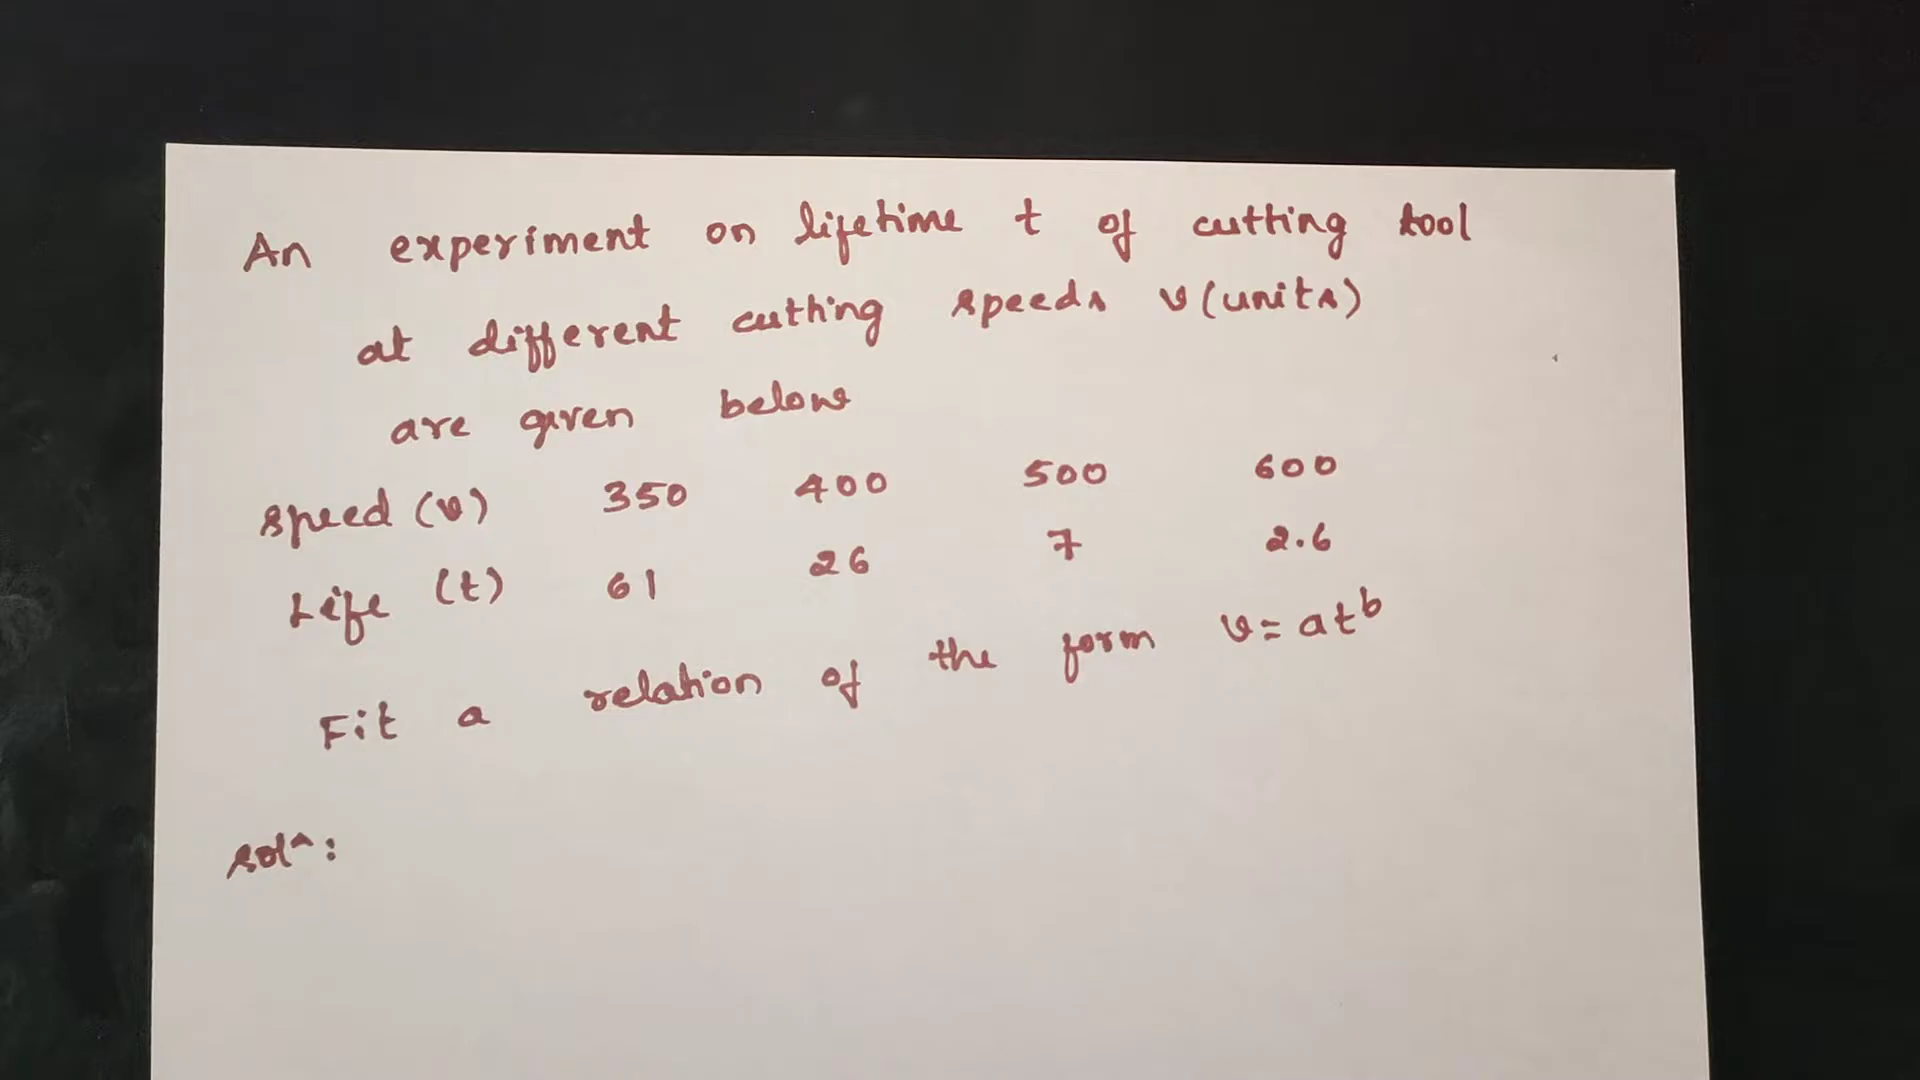 An experiment on lifetime t of cutting tool
at different cutting speeds v (units)
are given below
speed (v) 350 400 500 600
Life (t) 61 26 7 2.6
Fit a relation of the form v = at^b
solⁿ: